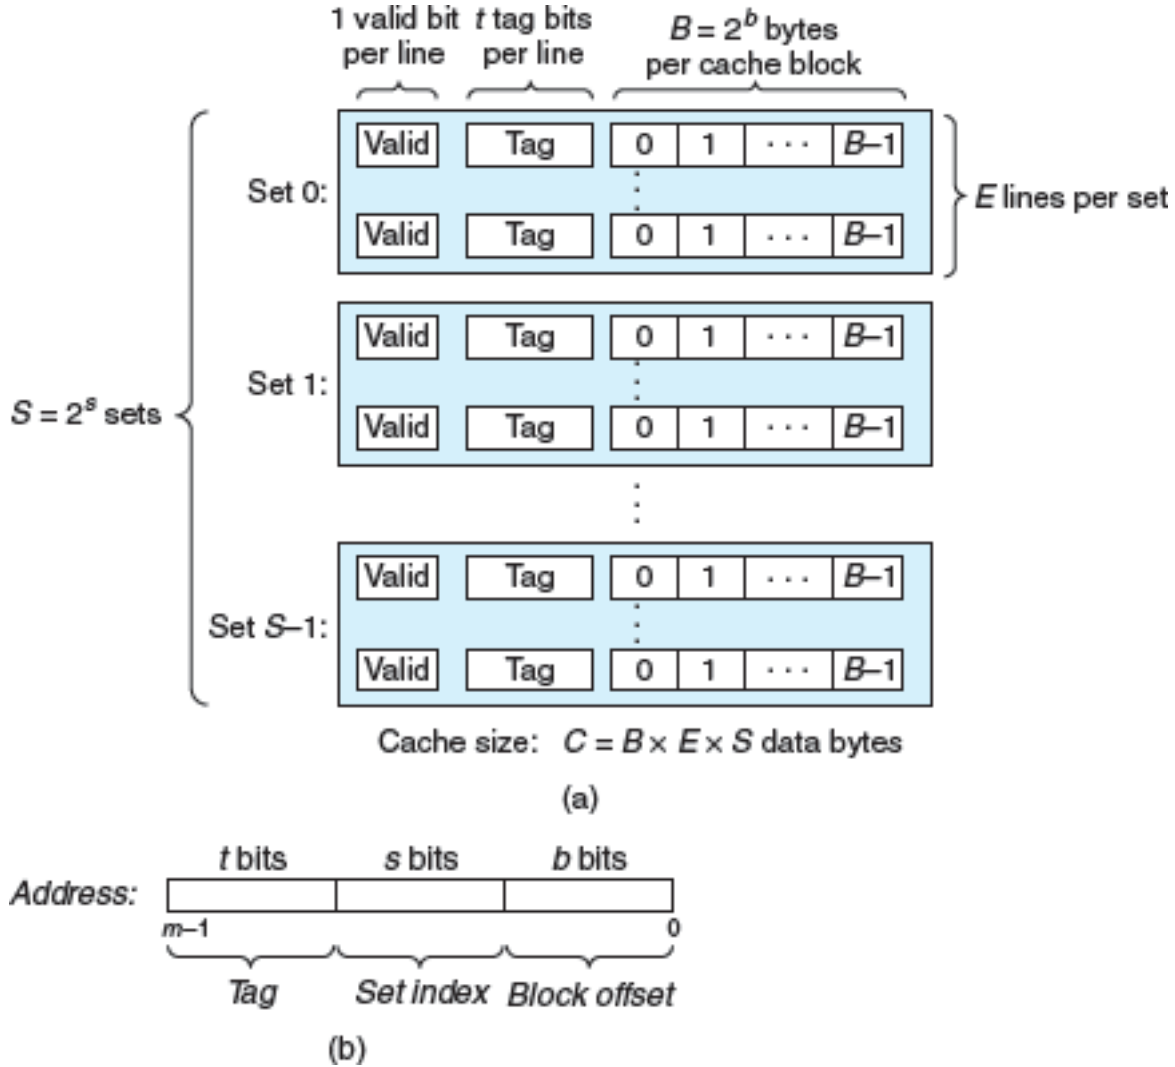 1 valid bit per line
t tag bits per line
B = 2^b bytes per cache block
Set 0:
Valid Tag 0 1 · · · B–1
Valid Tag 0 1 · · · B–1
E lines per set
Set 1:
Valid Tag 0 1 · · · B–1
Valid Tag 0 1 · · · B–1
S = 2^s sets
Set S–1:
Valid Tag 0 1 · · · B–1
Valid Tag 0 1 · · · B–1
Cache size: C = B × E × S data bytes
(a)
t bits s bits b bits
Address:
m–1 0
Tag Set index Block offset
(b)